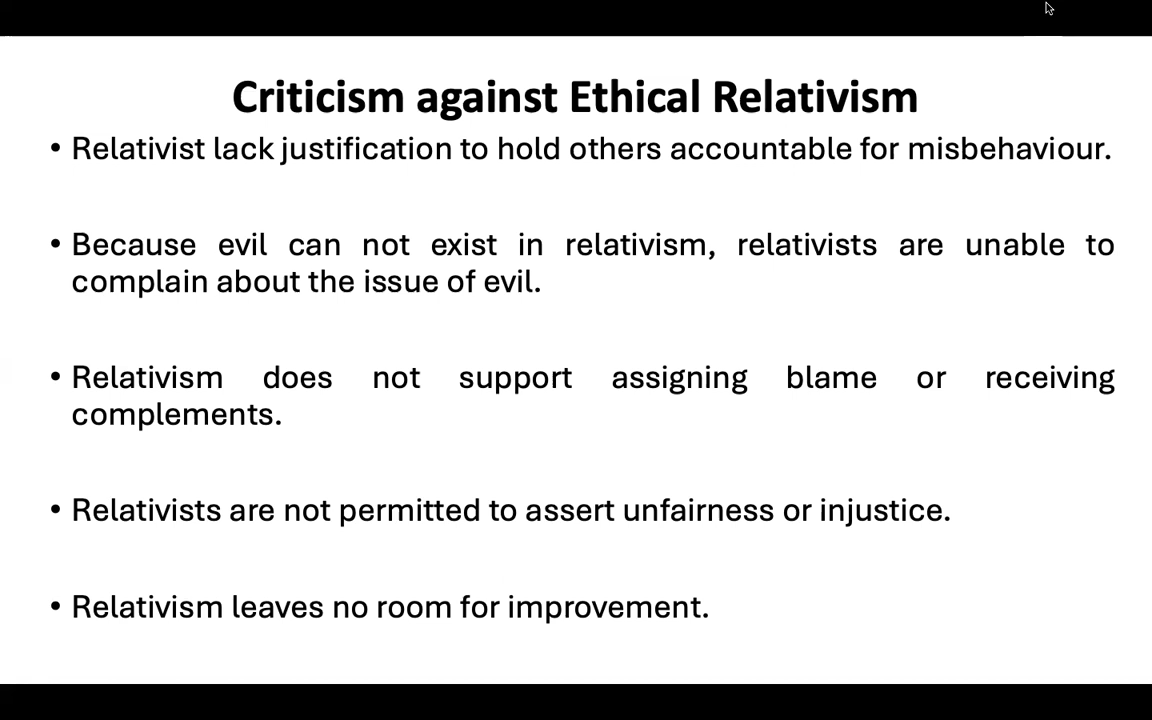 Criticism against Ethical Relativism
• Relativist lack justification to hold others accountable for misbehaviour.
• Because evil can not exist in relativism, relativists are unable to
complain about the issue of evil.
• Relativism does not support assigning blame or receiving
complements.
• Relativists are not permitted to assert unfairness or injustice.
• Relativism leaves no room for improvement.